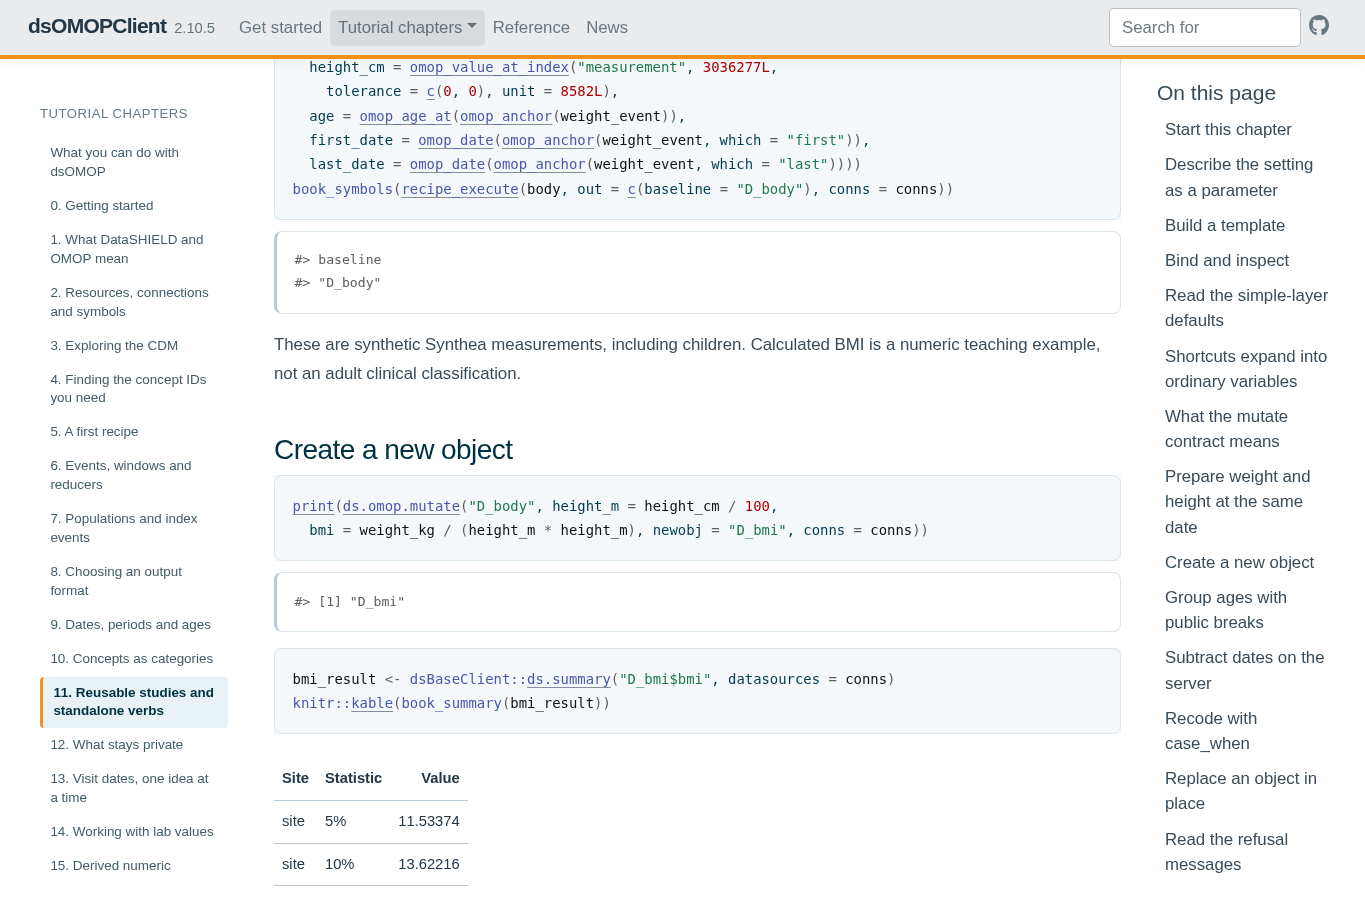 dsOMOPClient 2.10.5 Get started Tutorial chapters Reference News Search for
TUTORIAL CHAPTERS
What you can do with
dsOMOP
0. Getting started
1. What DataSHIELD and
OMOP mean
2. Resources, connections
and symbols
3. Exploring the CDM
4. Finding the concept IDs
you need
5. A first recipe
6. Events, windows and
reducers
7. Populations and index
events
8. Choosing an output
format
9. Dates, periods and ages
10. Concepts as categories
11. Reusable studies and
standalone verbs
12. What stays private
13. Visit dates, one idea at
a time
14. Working with lab values
15. Derived numeric
height_cm = omop_value_at_index("measurement", 3036277L,
tolerance = c(0, 0), unit = 8582L),
age = omop_age_at(omop_anchor(weight_event)),
first_date = omop_date(omop_anchor(weight_event, which = "first")),
last_date = omop_date(omop_anchor(weight_event, which = "last"))))
book_symbols(recipe_execute(body, out = c(baseline = "D_body"), conns = conns))
#> baseline
#> "D_body"
These are synthetic Synthea measurements, including children. Calculated BMI is a numeric teaching example,
not an adult clinical classification.
Create a new object
print(ds.omop.mutate("D_body", height_m = height_cm / 100,
bmi = weight_kg / (height_m * height_m), newobj = "D_bmi", conns = conns))
#> [1] "D_bmi"
bmi_result <- dsBaseClient::ds.summary("D_bmi$bmi", datasources = conns)
knitr::kable(book_summary(bmi_result))
Site Statistic Value
site 5% 11.53374
site 10% 13.62216
On this page
Start this chapter
Describe the setting
as a parameter
Build a template
Bind and inspect
Read the simple-layer
defaults
Shortcuts expand into
ordinary variables
What the mutate
contract means
Prepare weight and
height at the same
date
Create a new object
Group ages with
public breaks
Subtract dates on the
server
Recode with
case_when
Replace an object in
place
Read the refusal
messages